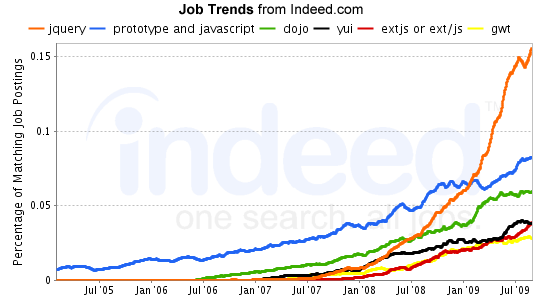 Job Trends from Indeed.com
jquery prototype and javascript dojo yui extjs or ext/js gwt
Percentage of Matching Job Postings
0.15
0.1
0.05
0
indeed
TM
one search
Jul'05 Jan'06 Jul'06 Jan'07 Jul'07 Jan'08 Jul'08 Jan'09 Jul'09